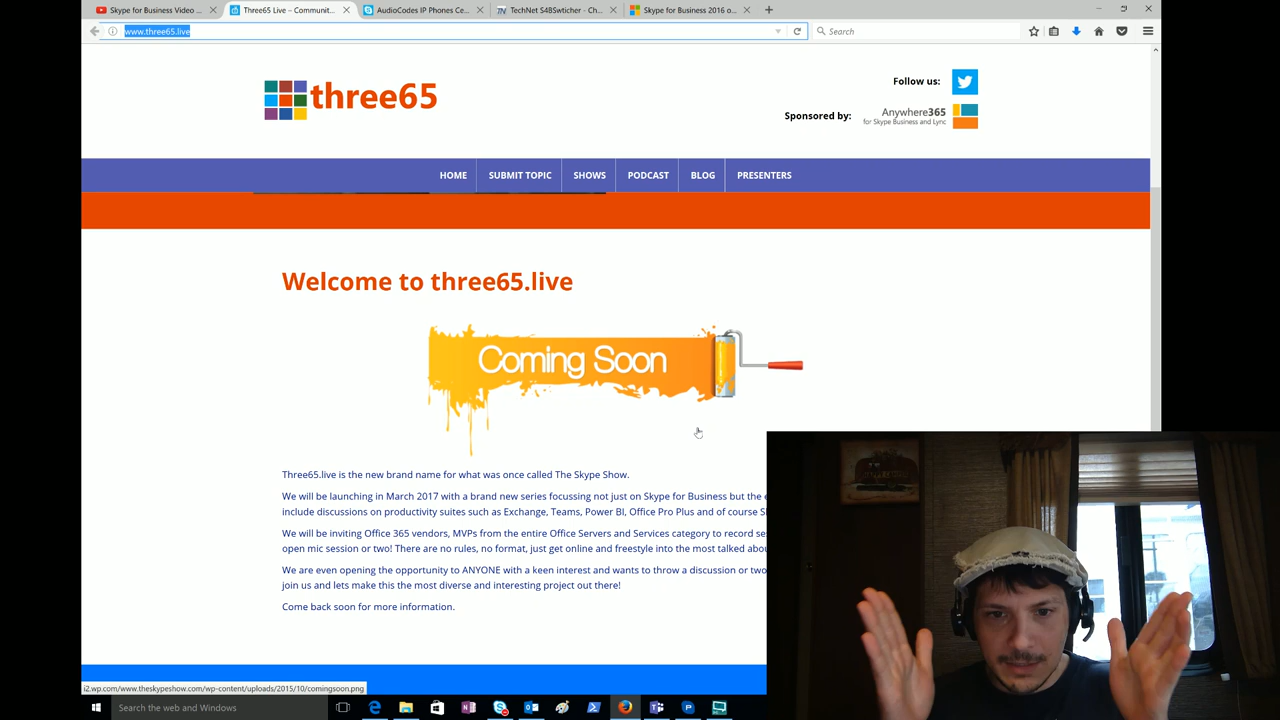 Skype for Business Video ...
Three65 Live – Communit...
AudioCodes IP Phones Ce...
TechNet S4BSwticher - Ch...
Skype for Business 2016 o...
www.three65.live
Search
three65
Follow us:
Sponsored by:
Anywhere365
for Skype Business and Lync
HOME
SUBMIT TOPIC
SHOWS
PODCAST
BLOG
PRESENTERS
Welcome to three65.live
Coming Soon
Three65.live is the new brand name for what was once called The Skype Show.
We will be launching in March 2017 with a brand new series focussing not just on Skype for Business but the e
include discussions on productivity suites such as Exchange, Teams, Power BI, Office Pro Plus and of course S
We will be inviting Office 365 vendors, MVPs from the entire Office Servers and Services category to record se
open mic session or two! There are no rules, no format, just get online and freestyle into the most talked abou
We are even opening the opportunity to ANYONE with a keen interest and wants to throw a discussion or two
join us and lets make this the most diverse and interesting project out there!
Come back soon for more information.
i2.wp.com/www.theskypeshow.com/wp-content/uploads/2015/10/comingsoon.png
Search the web and Windows